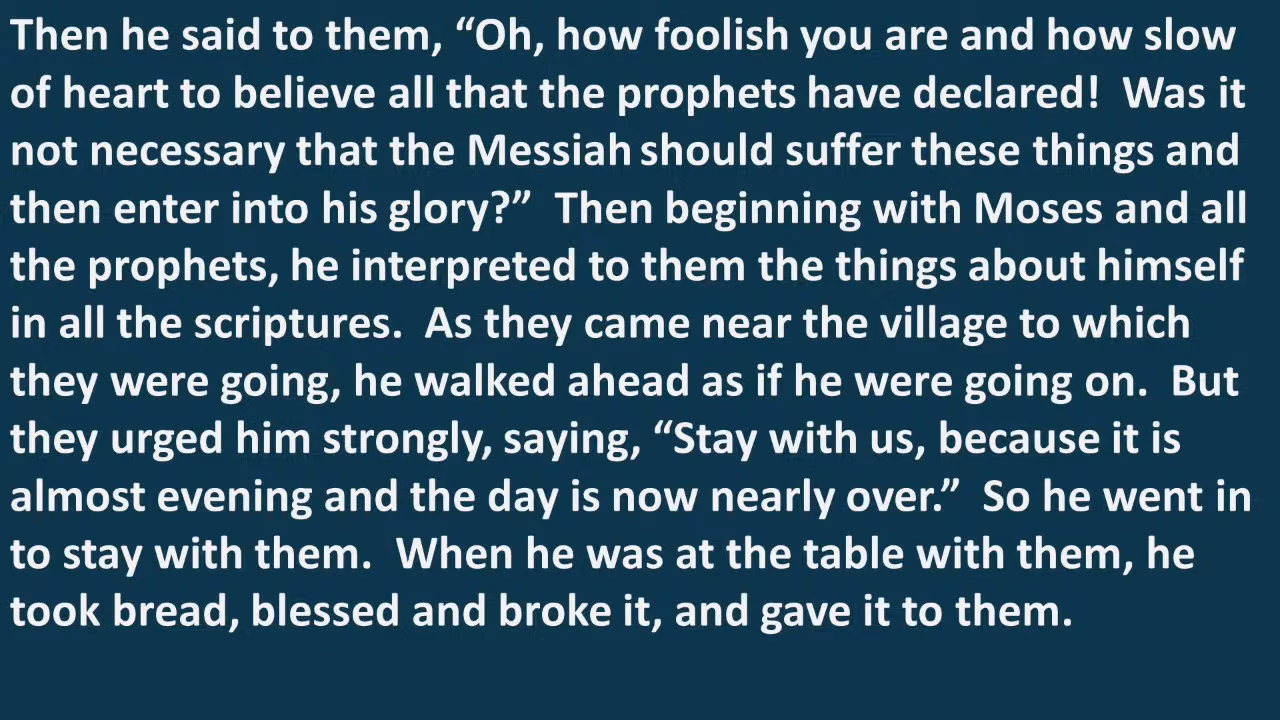 Then he said to them, “Oh, how foolish you are and how slow
of heart to believe all that the prophets have declared!  Was it
not necessary that the Messiah should suffer these things and
then enter into his glory?”  Then beginning with Moses and all
the prophets, he interpreted to them the things about himself
in all the scriptures.  As they came near the village to which
they were going, he walked ahead as if he were going on.  But
they urged him strongly, saying, “Stay with us, because it is
almost evening and the day is now nearly over.”  So he went in
to stay with them.  When he was at the table with them, he
took bread, blessed and broke it, and gave it to them.